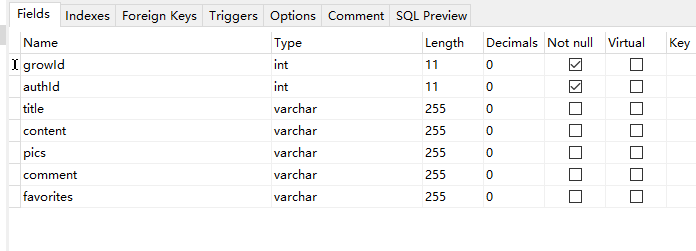 Fields Indexes Foreign Keys Triggers Options Comment SQL Preview
Name Type Length Decimals Not null Virtual Key
growId int 11 0
authId int 11 0
title varchar 255 0
content varchar 255 0
pics varchar 255 0
comment varchar 255 0
favorites varchar 255 0